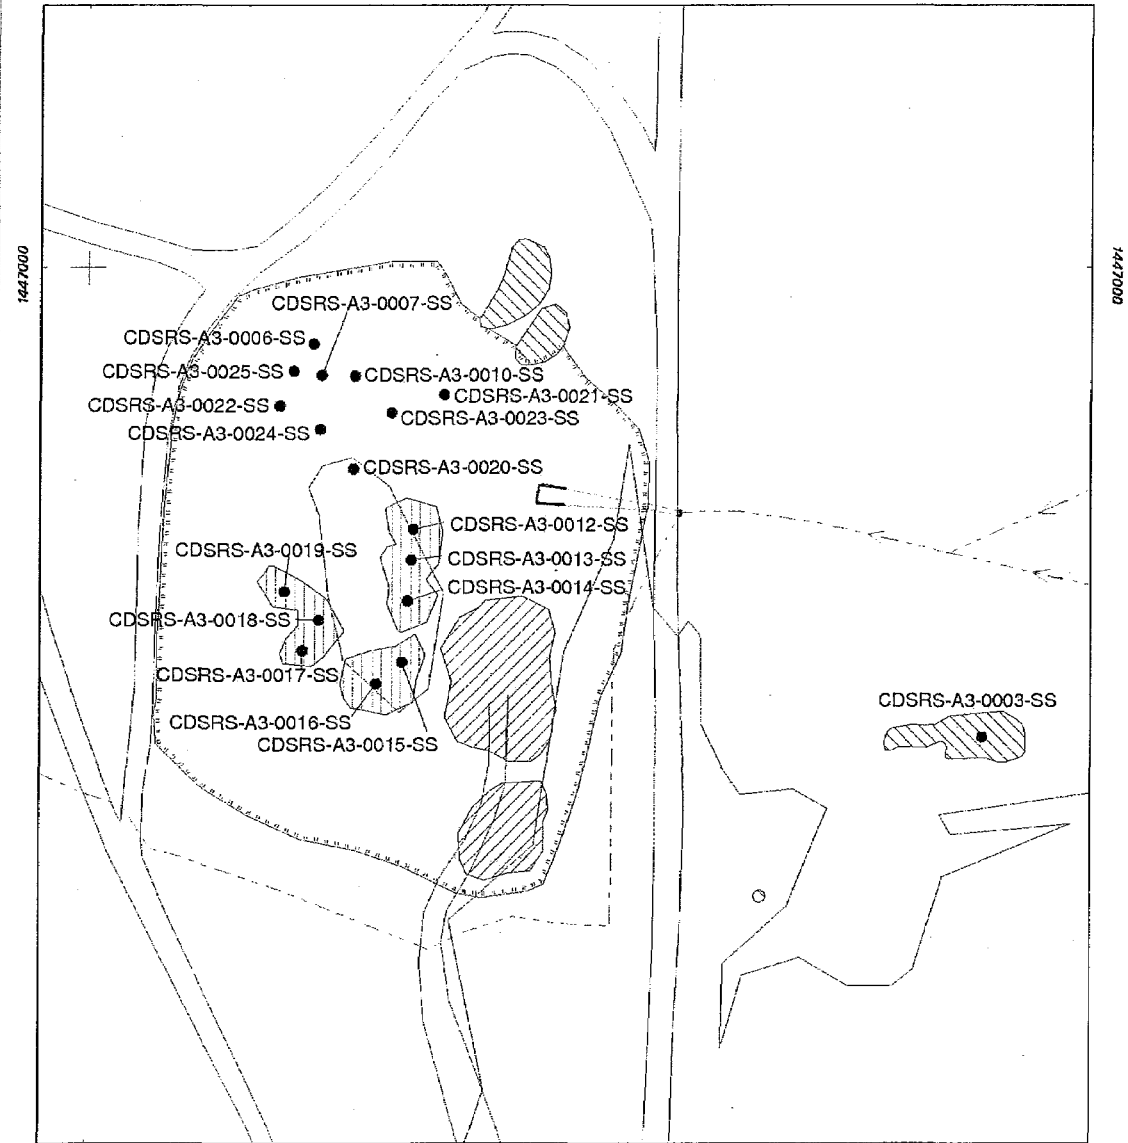 1447000
1447000
CDSRS-A3-0007-SS
CDSRS-A3-0006-SS
CDSRS-A3-0025-SS
CDSRS-A3-0010-SS
CDSRS-A3-0021-SS
CDSRS-A3-0022-SS
CDSRS-A3-0023-SS
CDSRS-A3-0024-SS
CDSRS-A3-0020-SS
CDSRS-A3-0012-SS
CDSRS-A3-0019-SS
CDSRS-A3-0013-SS
CDSRS-A3-0014-SS
CDSRS-A3-0018-SS
CDSRS-A3-0017-SS
CDSRS-A3-0003-SS
CDSRS-A3-0016-SS
CDSRS-A3-0015-SS